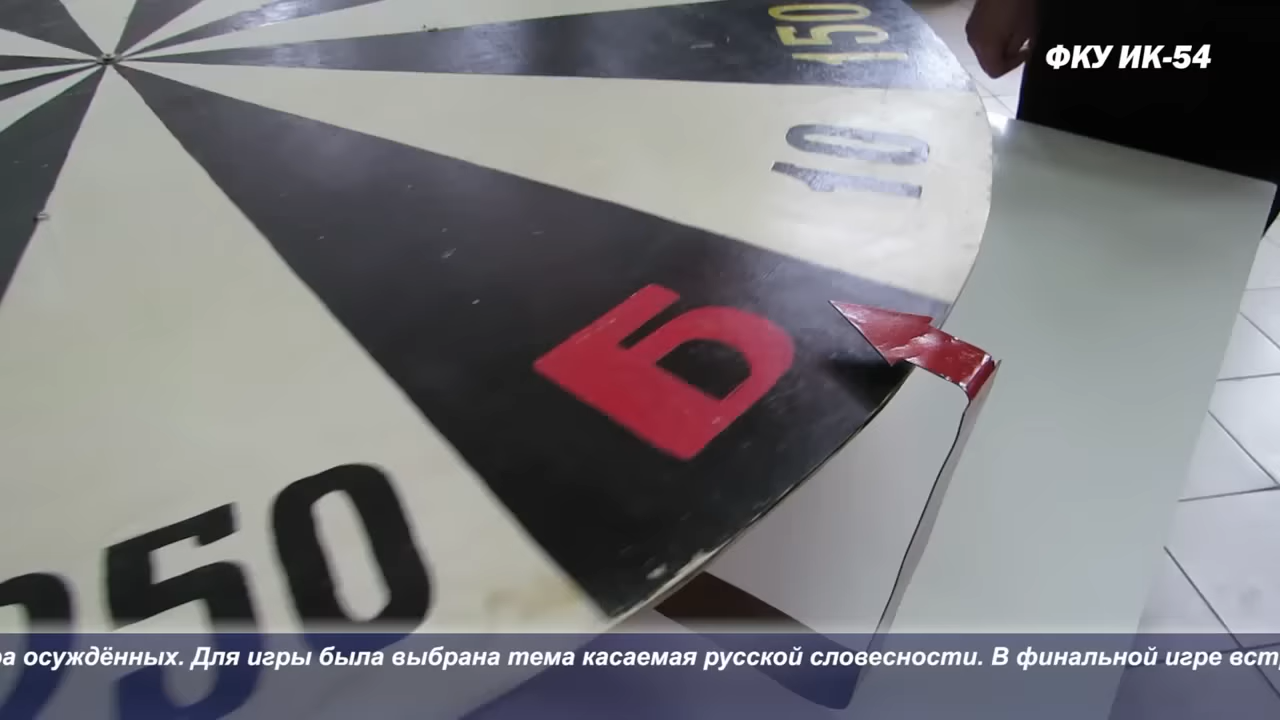 150
ФКУ ИК-54
10
Б
250
осуждённых. Для игры была выбрана тема касаемая русской словесности. В финальной игре